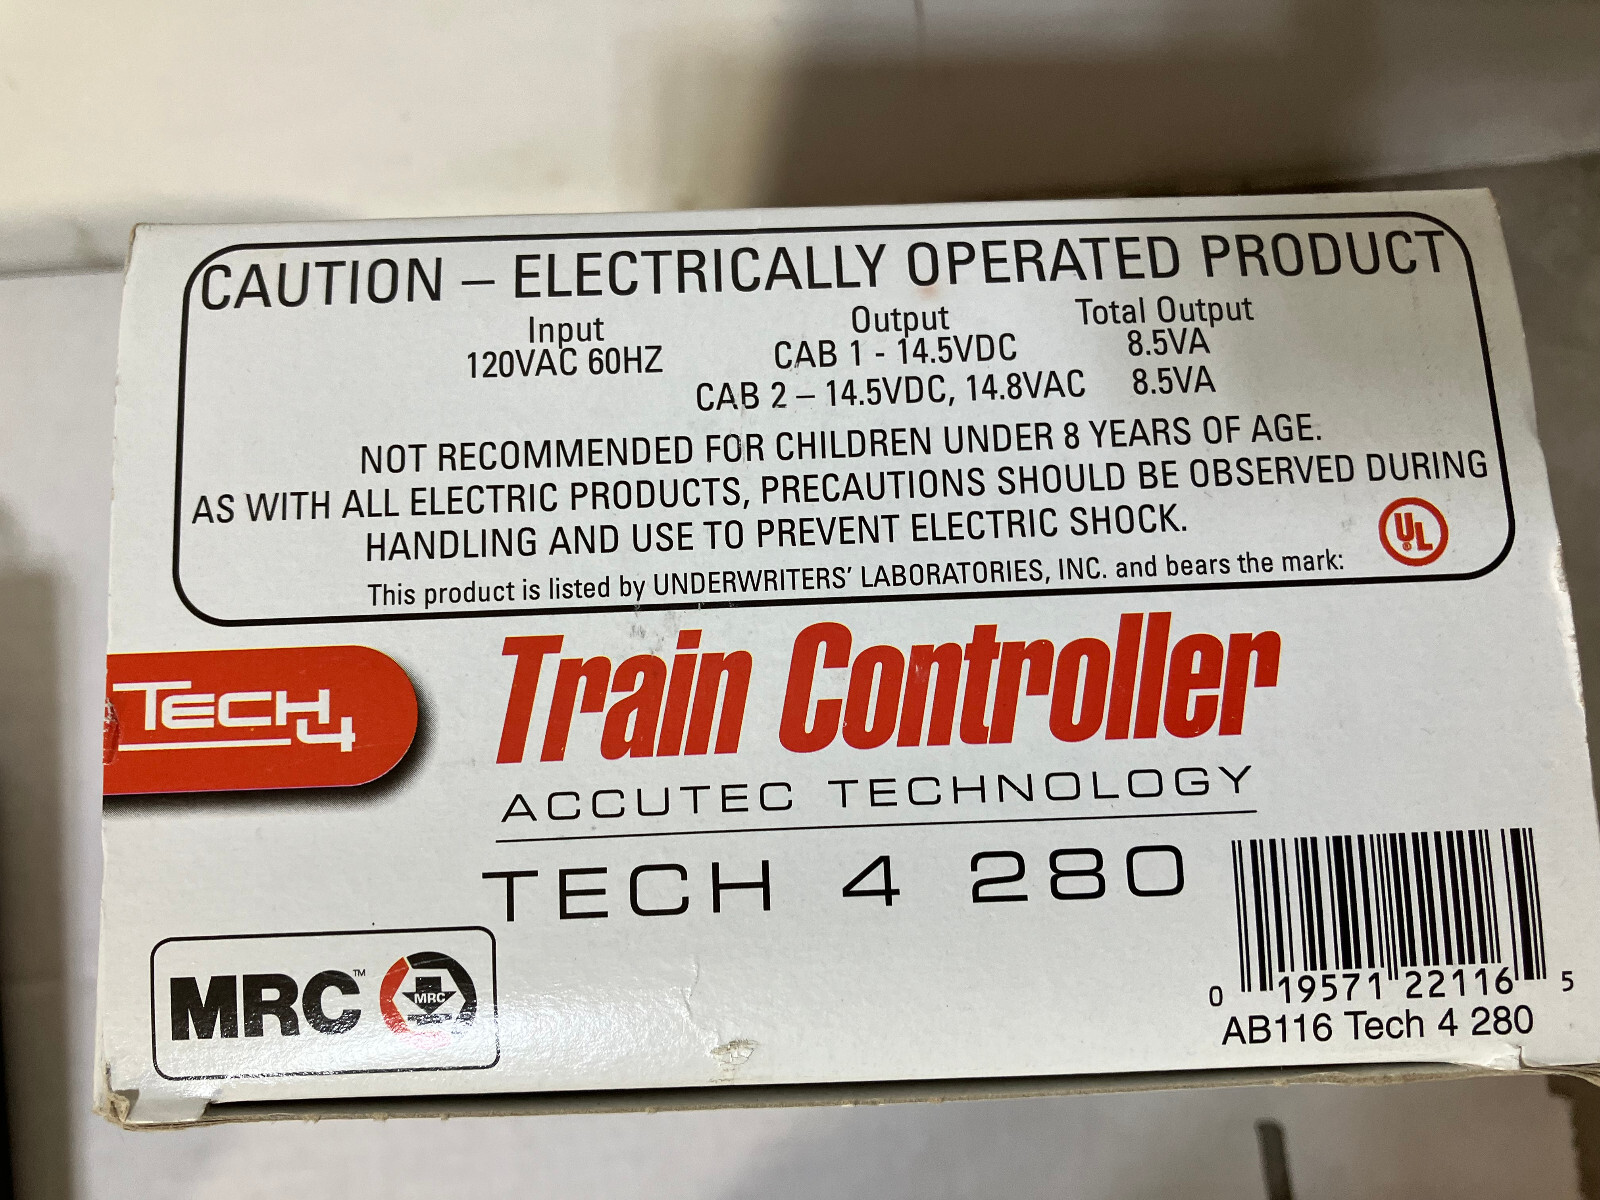 CAUTION – ELECTRICALLY OPERATED PRODUCT
Input Output Total Output
120VAC 60HZ CAB 1 - 14.5VDC 8.5VA
CAB 2 – 14.5VDC, 14.8VAC 8.5VA
NOT RECOMMENDED FOR CHILDREN UNDER 8 YEARS OF AGE.
AS WITH ALL ELECTRIC PRODUCTS, PRECAUTIONS SHOULD BE OBSERVED DURING
HANDLING AND USE TO PREVENT ELECTRIC SHOCK.
This product is listed by UNDERWRITERS' LABORATORIES, INC. and bears the mark:
UL ®
TECH 4
Train Controller
ACCUTEC TECHNOLOGY
TECH 4 280
MRC™ MRC
0 19571 22116 5
AB116 Tech 4 280